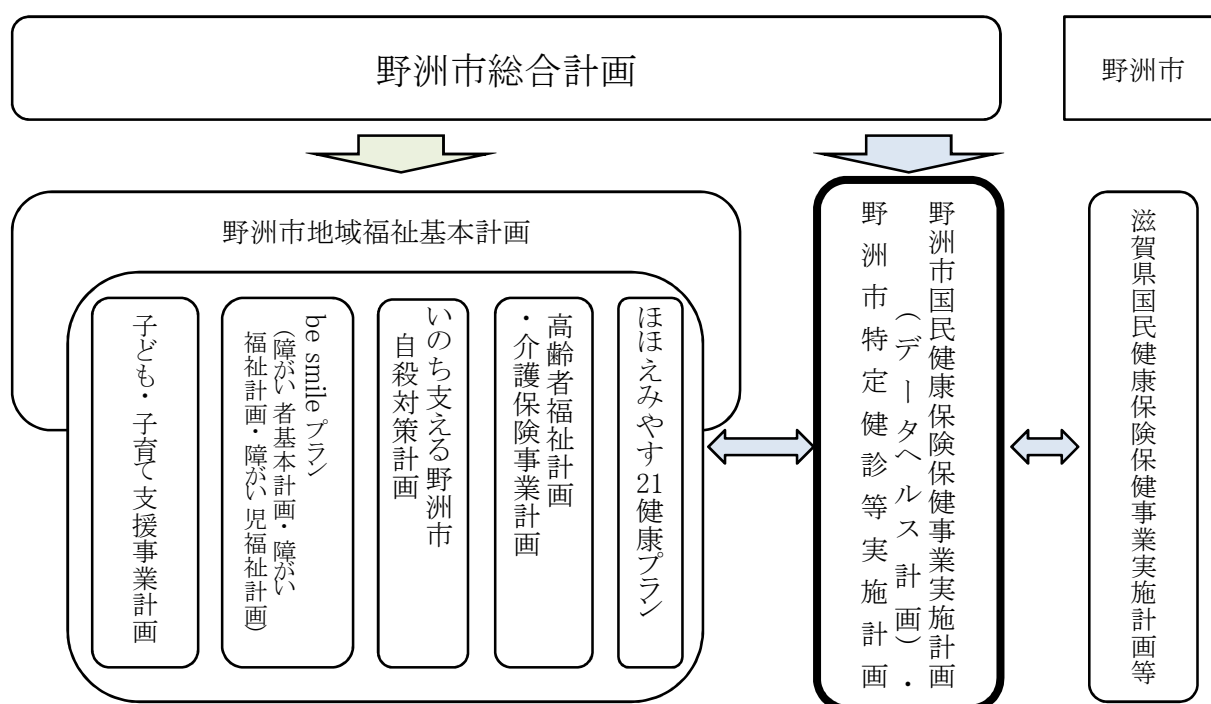 野洲市総合計画
野洲市
野洲市地域福祉基本計画
子ども・子育て支援事業計画
be smile プラン
(障がい者基本計画・障がい
福祉計画・障がい児福祉計画)
いのち支える野洲市
自殺対策計画
高齢者福祉計画
・介護保険事業計画
ほほえみやす21健康プラン
野洲市国民健康保険保健事業実施計画
(データヘルス計画)・
野洲市特定健診等実施計画
滋賀県国民健康保険保健事業実施計画等